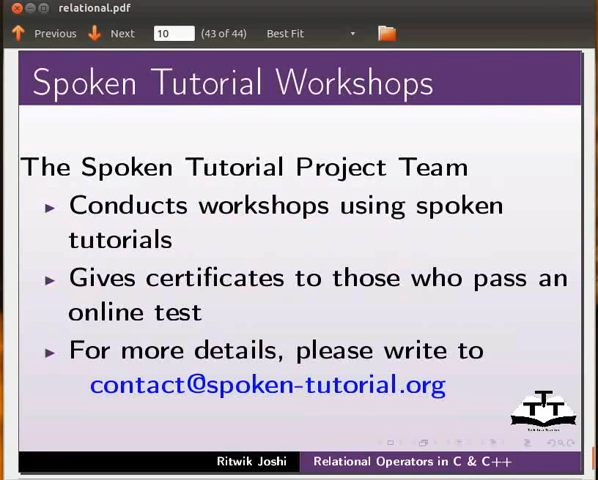 relational.pdf
Previous Next 10 (43 of 44) Best Fit
Spoken Tutorial Workshops
The Spoken Tutorial Project Team
Conducts workshops using spoken
tutorials
Gives certificates to those who pass an
online test
For more details, please write to
contact@spoken-tutorial.org
Ritwik Joshi Relational Operators in C & C++